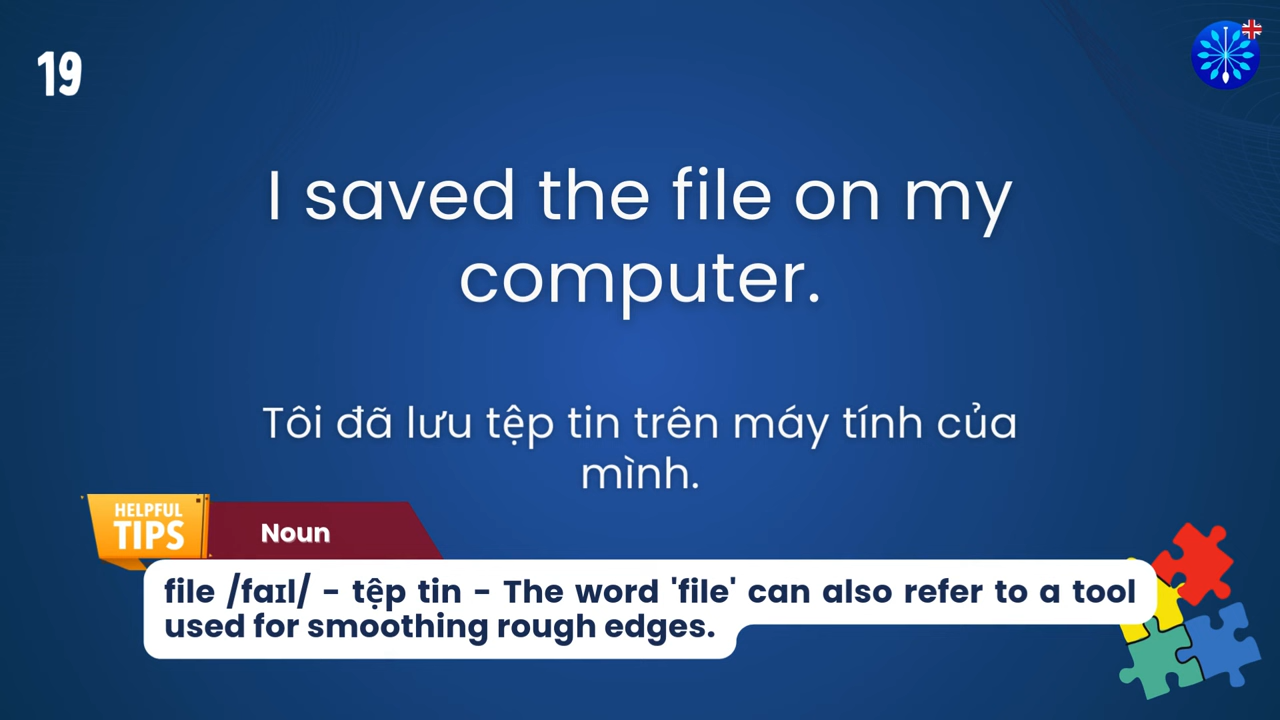 19
I saved the file on my
computer.
Tôi đã lưu tệp tin trên máy tính của
mình.
HELPFUL
TIPS
Noun
file /faɪl/ - tệp tin - The word 'file' can also refer to a tool
used for smoothing rough edges.